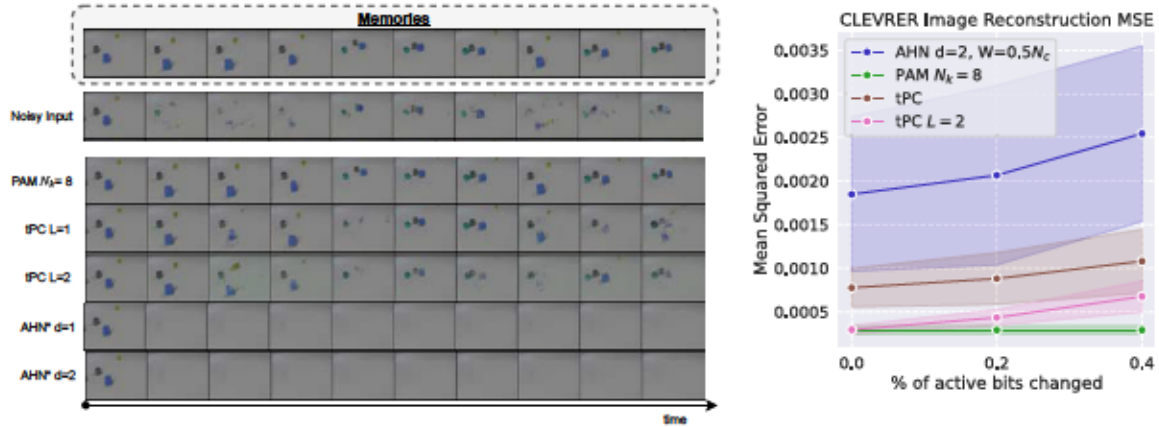 Memories
Noisy Input
PAM Nₖ= 8
tPC L=1
tPC L=2
AHN* d=1
AHN* d=2
time
CLEVRER Image Reconstruction MSE
AHN d=2, W=0.5N_c
PAM Nₖ = 8
tPC
tPC L = 2
Mean Squared Error
0.0035
0.0030
0.0025
0.0020
0.0015
0.0010
0.0005
0.0 0.2 0.4
% of active bits changed